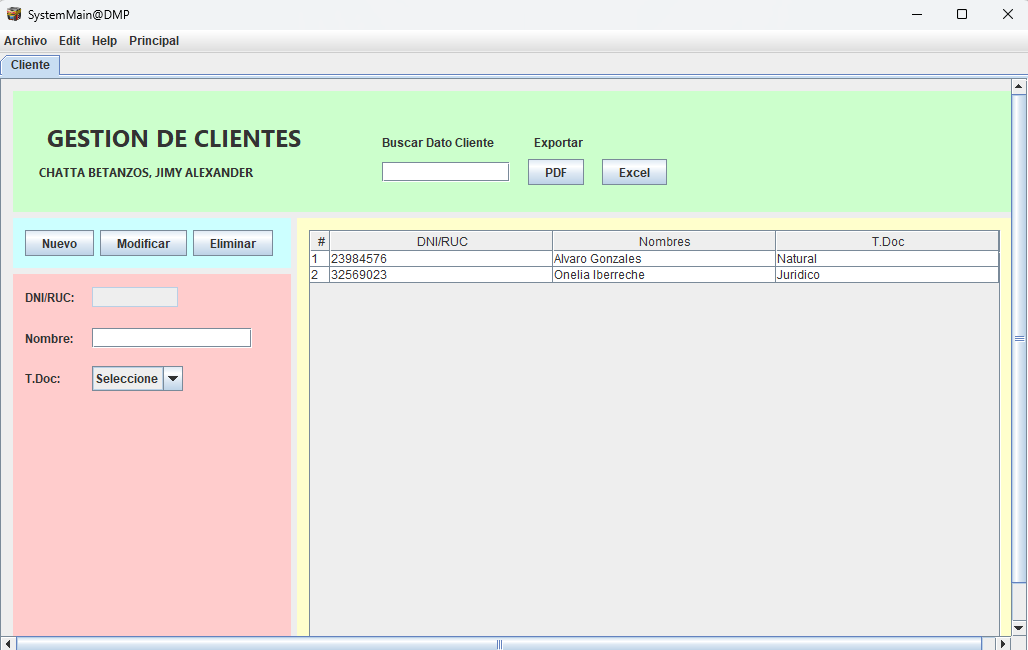 SystemMain@DMP
Archivo Edit Help Principal
Cliente
GESTION DE CLIENTES
CHATTA BETANZOS, JIMY ALEXANDER
Buscar Dato Cliente
Exportar
PDF Excel
Nuevo Modificar Eliminar
DNI/RUC:
Nombre:
T.Doc: Seleccione
# DNI/RUC Nombres T.Doc
1 23984576 Alvaro Gonzales Natural
2 32569023 Onelia Iberreche Juridico